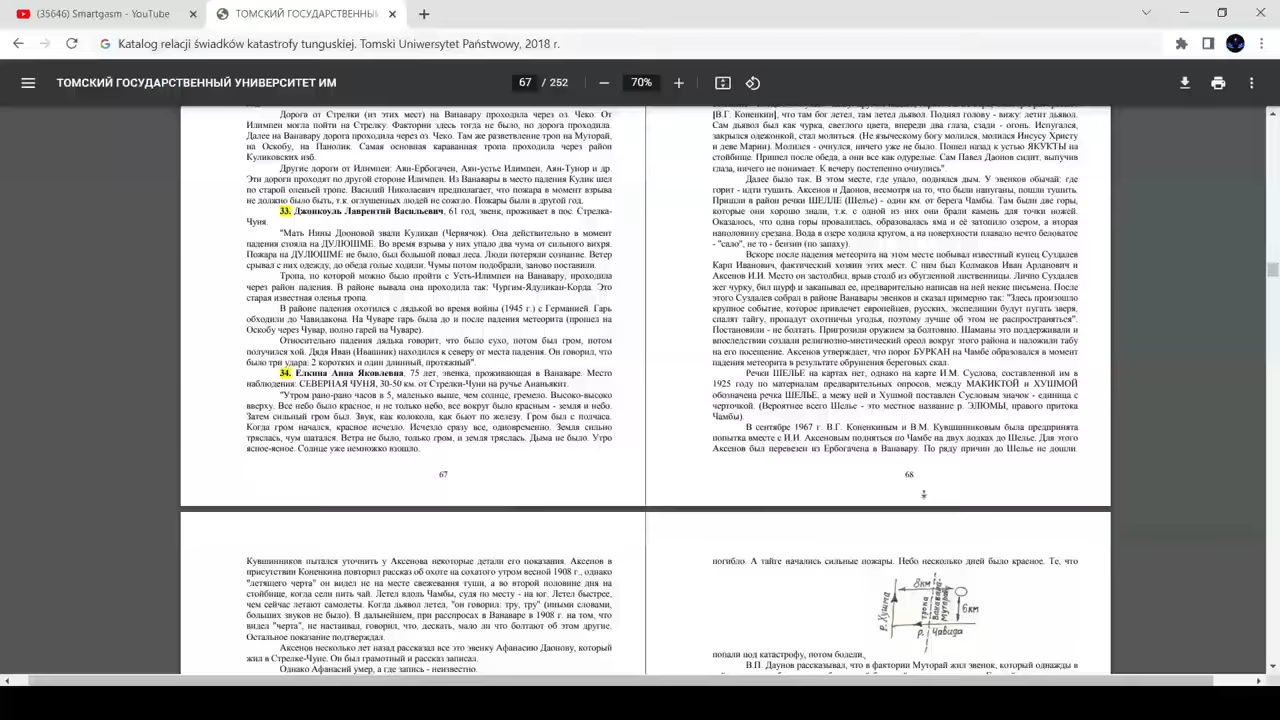 (35646) Smartgasm - YouTube
ТОМСКИЙ ГОСУДАРСТВЕННЫЙ
Katalog relacji świadków katastrofy tunguskiej. Tomski Uniwersytet Państwowy, 2018 r.
ТОМСКИЙ ГОСУДАРСТВЕННЫЙ УНИВЕРСИТЕТ ИМ
67 / 252
70%
Дорога от Стрелки (из этих мест) на Ванавару проходила через оз. Чеко. От
Илимпеи могла пойти на Стрелку. Фактории здесь тогда не было, но дорога проходила.
Далее на Ванавару дорога проходила через оз. Чеко. Там же разветвление троп на Муторай,
на Оскобу, на Панолик. Самая основная караванная тропа проходила через район
Куликовских изб.
Другие дороги от Илимпеи: Аян-Ербогачен, Аян-устье Илимпеи, Аян-Тунор и др.
Эти дороги проходят по другой стороне Илимпеи. Из Ванавары в место падения Кулик шел
по старой оленьей тропе. Василий Николаевич предполагает, что пожара в момент взрыва
не должно было быть, т.к. оглушенных людей не сожгло. Пожары были в другой год.
33. Джонкоуль Лаврентий Васильевич, 61 год, эвенк, проживает в пос. Стрелка-
Чуня.
"Мать Нины Дооновой звали Куликан (Червячок). Она действительно в момент
падения стояла на ДУЛЮШМЕ. Во время взрыва у них упало два чума от сильного вихря.
Пожара на ДУЛЮШМЕ не было, был большой повал леса. Люди потеряли сознание. Ветер
срывал с них одежду, до обеда голые ходили. Чумы потом подобрали, заново поставили.
Тропа, по которой можно было пройти с Усть-Илимпеи на Ванавару, проходила
через район падения. В районе вывала она проходила так: Чургим-Ядуликан-Корда. Это
старая известная оленья тропа.
В районе падения охотился с дядькой во время войны (1945 г.) с Германией. Гарь
обходили до Чавидакона. На Чуваре гарь была до и после падения метеорита (прошел на
Оскобу через Чувар, полно гарей на Чуваре).
Относительно падения дядька говорит, что было сухо, потом был гром, потом
получился хой. Дядя Иван (Ивашник) находился к северу от места падения. Он говорил, что
было три удара: 2 коротких и один длинный, протяжный".
34. Елкина Анна Яковлевна, 75 лет, эвенка, проживает в Ванаваре. Место
наблюдения: СЕВЕРНАЯ ЧУНЯ, 30-50 км. от Стрелки-Чуни на ручье Ананьякит.
"Утром рано-рано часов в 5, маленько выше, чем солнце, гремело. Высоко-высоко
вверху. Все небо было красное, и не только небо, все вокруг было красным - земля и небо.
Затем сильный гром был. Звук, как колокола, как бьют по железу. Гром был с полчаса.
Когда гром начался, красное исчезло. Исчезло сразу все, одновременно. Земля сильно
тряслась, чум шатался. Ветра не было, только гром, и земля тряслась. Дыма не было. Утро
ясное-ясное. Солнце уже немножко взошло.
67
[В.Г. Коненкин], что там бог летел, там летел дьявол. Поднял голову - вижу: летит дьявол.
Сам дьявол был как чурка, светлого цвета, впереди два глаза, сзади - огонь. Испугался,
закрылся одежонкой, стал молиться. (Не языческому богу молился, молился Иисусу Христу
и деве Марии). Молился - очнулся, ничего уже не было. Пошел назад к устью ЯКУКТЫ на
стойбище. Пришел после обеда, а они все как одурелые. Сам Павел Даонов сидит, выпучив
глаза, ничего не понимает. К вечеру постепенно очнулись".
Далее было так. В этом месте, где упало, поднялся дым. У эвенков обычай: где
горит - идти тушить. Аксенов и Даонов, несмотря на то, что были напуганы, пошли тушить.
Пришли в район речки ШЕЛЛЕ (Шелье) - один км. от берега Чамбы. Там были две горы,
которые они хорошо знали, т.к. с одной из них они брали камень для точки ножей.
Оказалось, что одна горы провалилась, образовалась яма и её затопило озером, а вторая
наполовину срезана. Вода в озере ходила кругом, а на поверхности плавало нечто беловатое
- "сало", не то - бензин (по запаху).
Вскоре после падения метеорита на этом месте побывал известный купец Суздалев
Карп Иванович, фактический хозяин этих мест. С ним был Колмаков Иван Арданович и
Аксенов И.И. Место он застолбил, врыв столб из обугленной лиственницы. Лично Суздалев
жег чурку, бил шурф и закапывал ее, предварительно написав на ней некие письмена. После
этого Суздалев собрал в районе Ванавары эвенков и сказал примерно так: "Здесь произошло
крупное событие, которое привлечет европейцев, русских, экспедиции будут пугать зверя,
спалят тайгу, пропадут охотничьи угодья, поэтому лучше об этом не распространяться".
Постановили - не болтать. Пригрозили оружием за болтовню. Шаманы это поддерживали и
впоследствии создали религиозно-мистический ореол вокруг этого района и наложили табу
на его посещение. Аксенов утверждает, что порог БУРКАН на Чамбе образовался в момент
падения метеорита в результате обрушения береговых скал.
Речки ШЕЛЬЕ на картах нет, однако на карте И.М. Суслова, составленной им в
1925 году по материалам предварительных опросов, между МАКИКТОЙ и ХУШМОЙ
обозначена речка ШЕЛЬЕ, а между ней и Хушмой поставлен Сусловым значок - единица с
черточкой. (Вероятнее всего Шелье - это местное название р. ЭЛЮМЫ, правого притока
Чамбы).
В сентябре 1967 г. В.Г. Коненкиным и В.М. Кувшинниковым была предпринята
попытка вместе с И.И. Аксеновым подняться по Чамбе на двух лодках до Шелье. Для этого
Аксенов был перевезен из Ербогачена в Ванавару. По ряду причин до Шелье не дошли.
68
Кувшинников пытался уточнить у Аксенова некоторые детали его показания. Аксенов в
присутствии Коненкина повторил рассказ об охоте на сохатого утром весной 1908 г., однако
"летящего черта" он видел не на месте свежевания туши, а во второй половине дня на
стойбище, когда сели пить чай. Летел вдоль Чамбы, судя по месту - на юг. Летел быстрее,
чем сейчас летают самолеты. Когда дьявол летел, "он говорил: тру, тру" (иными словами,
больших звуков не было). В дальнейшем, при расспросах в Ванаваре в 1908 г. на том, что
видел "черта", не настаивал, говорил, что, дескать, мало ли что болтают об этом другие.
Остальное показание подтверждал.
Аксенов несколько лет назад рассказал все это эвенку Афанасию Даонову, который
жил в Стрелке-Чуне. Он был грамотный и рассказ записал.
Однако Афанасий умер, а где запись - неизвестно.
погибло. А тайге начались сильные пожары. Небо несколько дней было красное. Те, что
8км
6км
р. Хушма
тропа
Ванавара
Муторай
р. Чавида
попали под катастрофу, потом болели.
В.П. Даунов рассказывал, что в фактории Муторай жил эвенок, который однажды в